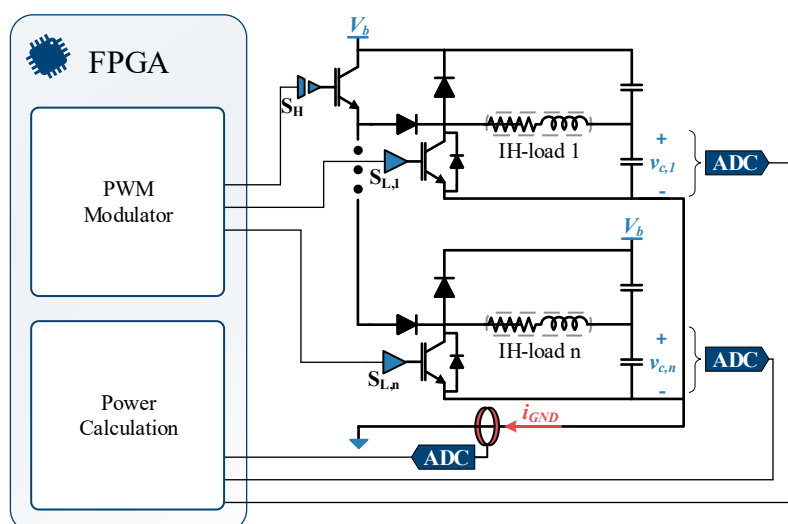 FPGA
PWM
Modulator
Power
Calculation
V_b
S_H
IH-load 1
S_L,1
+
v_c,1
-
ADC
V_b
IH-load n
S_L,n
+
v_c,n
-
ADC
i_GND
ADC